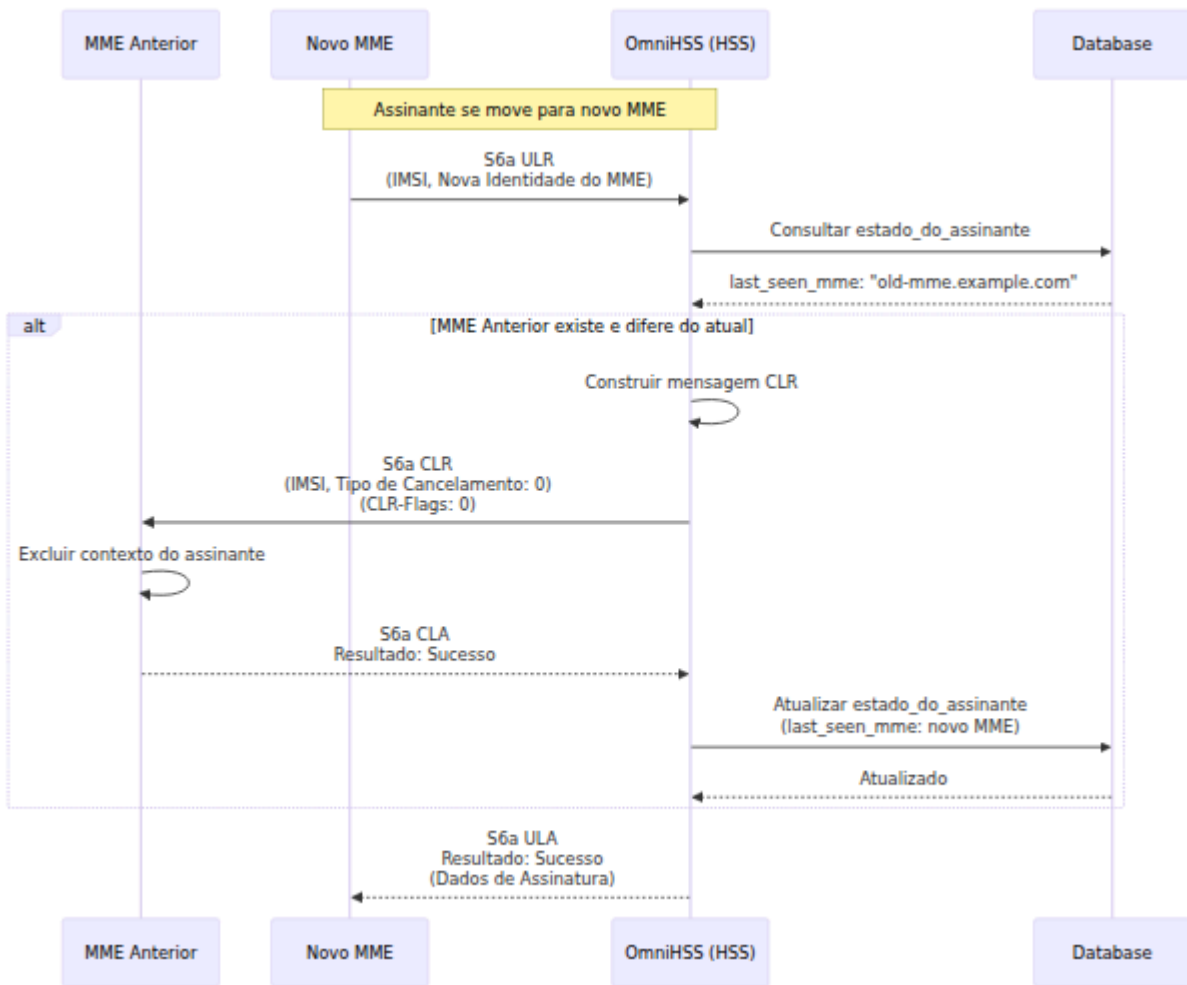 MME Anterior
Novo MME
OmniHSS (HSS)
Database
Assinante se move para novo MME
S6a ULR
(IMSI, Nova Identidade do MME)
Consultar estado_do_assinante
last_seen_mme: "old-mme.example.com"
alt
[MME Anterior existe e difere do atual]
Construir mensagem CLR
S6a CLR
(IMSI, Tipo de Cancelamento: 0)
(CLR-Flags: 0)
Excluir contexto do assinante
S6a CLA
Resultado: Sucesso
Atualizar estado_do_assinante
(last_seen_mme: novo MME)
Atualizado
S6a ULA
Resultado: Sucesso
(Dados de Assinatura)
MME Anterior
Novo MME
OmniHSS (HSS)
Database